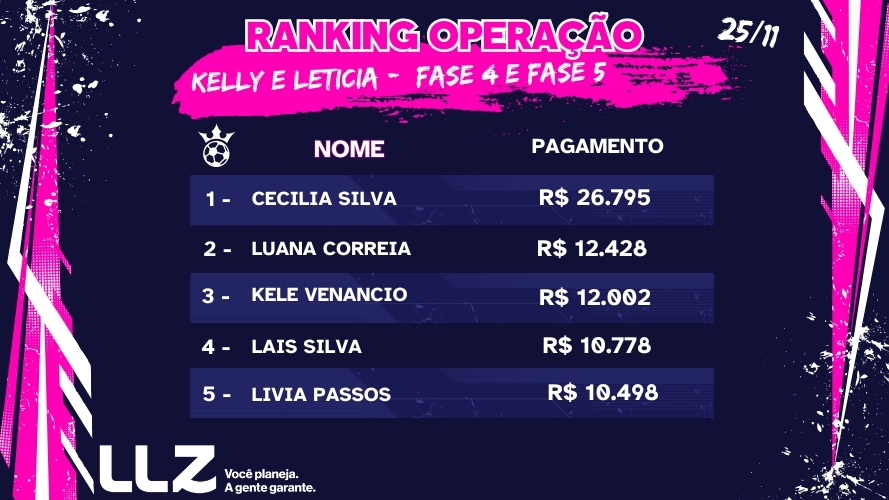 RANKING OPERAÇÃO
25/11
KELLY E LETICIA - FASE 4 E FASE 5
NOME PAGAMENTO
1 - CECILIA SILVA R$ 26.795
2 - LUANA CORREIA R$ 12.428
3 - KELE VENANCIO R$ 12.002
4 - LAIS SILVA R$ 10.778
5 - LIVIA PASSOS R$ 10.498
LLZ
Você planeja.
A gente garante.